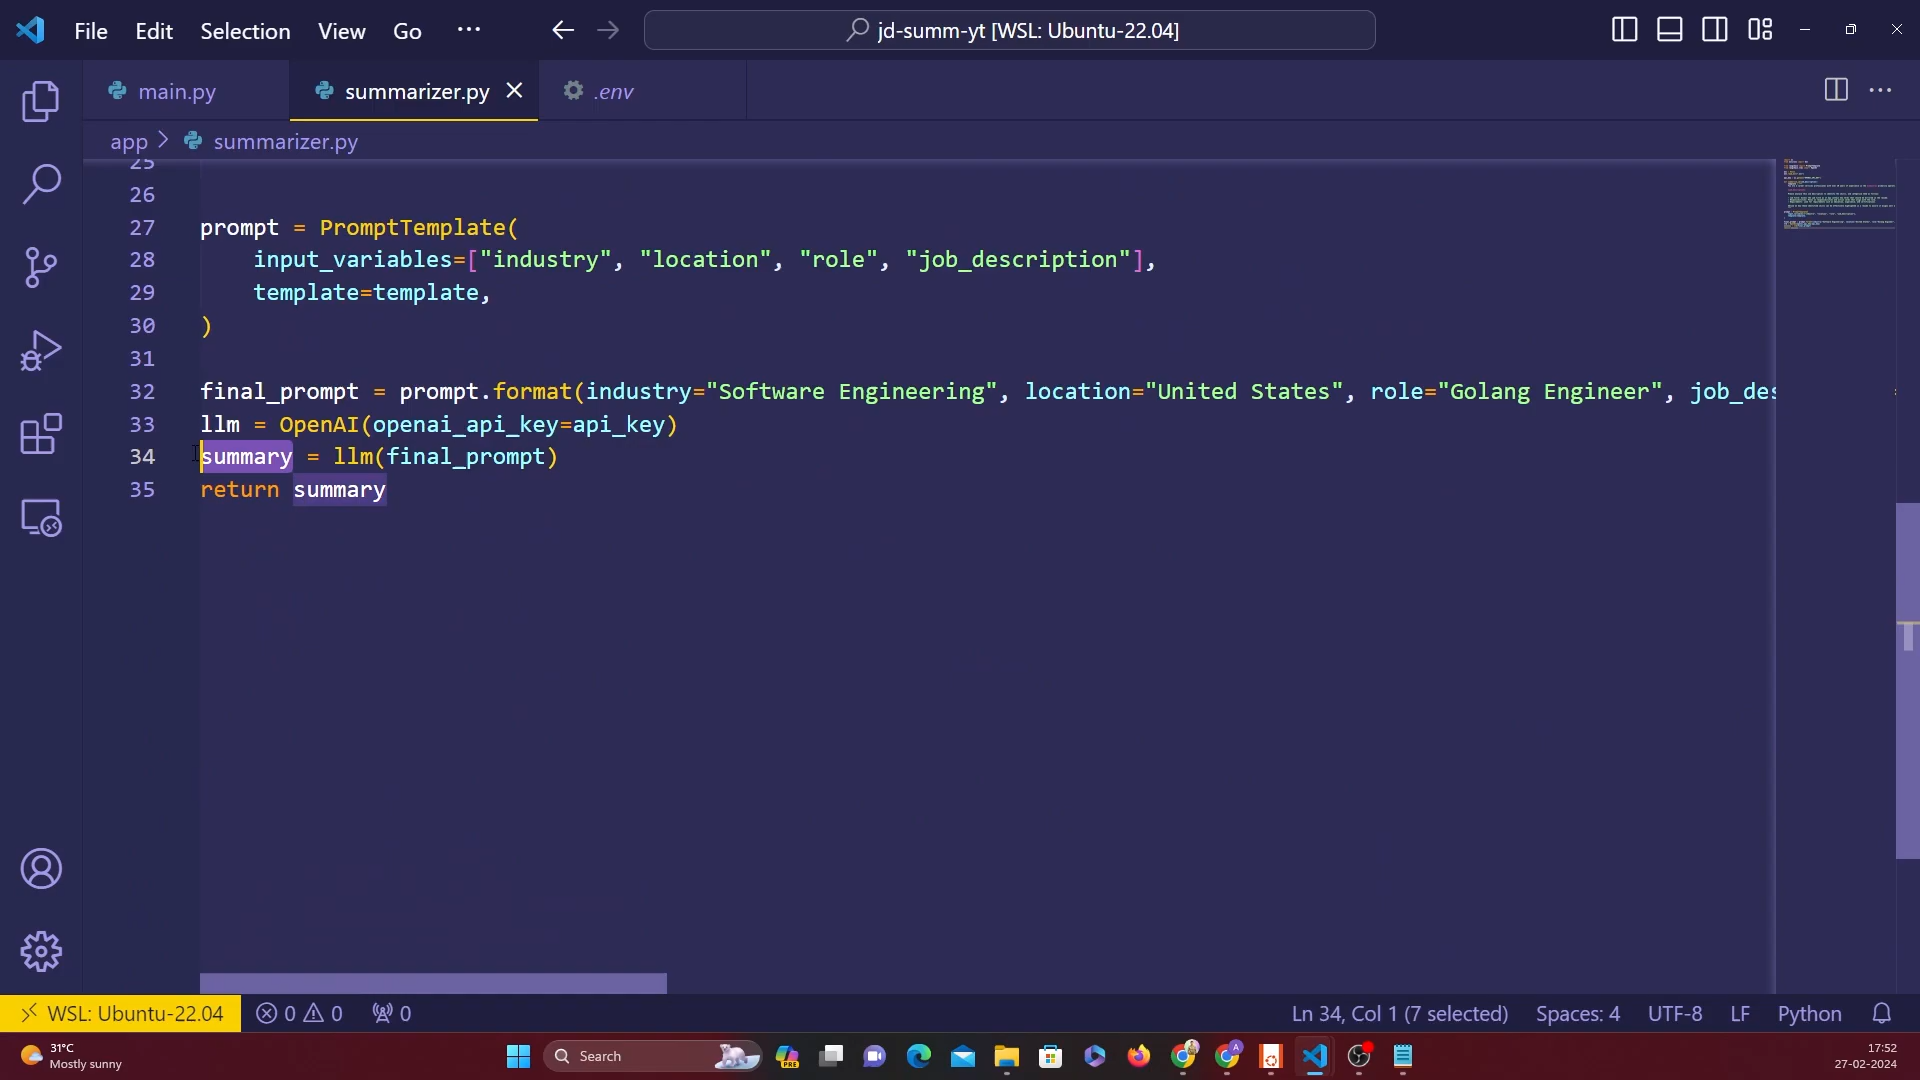 File Edit Selection View Go ··· jd-summ-yt [WSL: Ubuntu-22.04]
main.py summarizer.py .env
app > summarizer.py
25
26
27 prompt = PromptTemplate(
28 input_variables=["industry", "location", "role", "job_description"],
29 template=template,
30 )
31
32 final_prompt = prompt.format(industry="Software Engineering", location="United States", role="Golang Engineer", job_des
33 llm = OpenAI(openai_api_key=api_key)
34 summary = llm(final_prompt)
35 return summary
WSL: Ubuntu-22.04 0 0 0 Ln 34, Col 1 (7 selected) Spaces: 4 UTF-8 LF Python
31°C
Mostly sunny
Search
PRE
A
17:52
27-02-2024